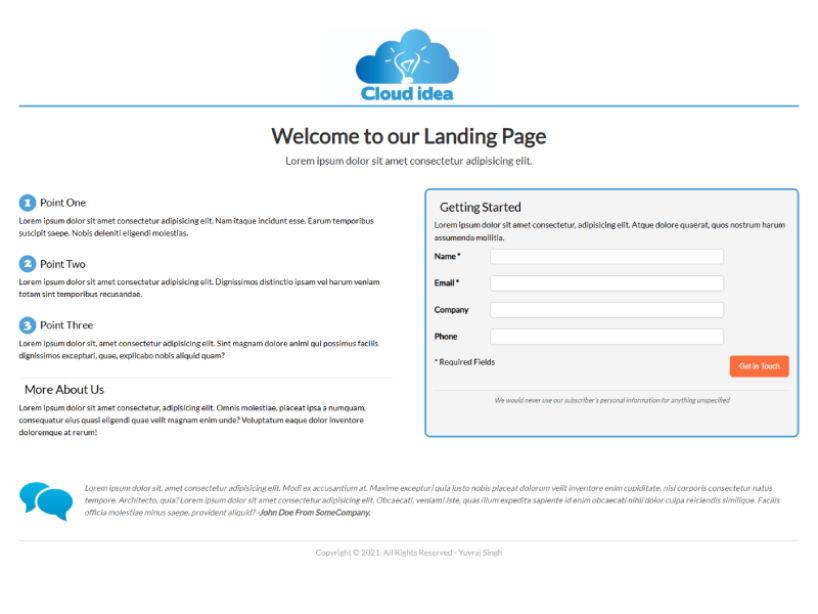 Cloud idea
Welcome to our Landing Page
Lorem ipsum dolor sit amet consectetur adipisicing elit.
1 Point One
Lorem ipsum dolor sit amet consectetur adipisicing elit. Nam itaque incidunt esse. Earum temporibus
suscipit saepe. Nobis deleniti eligendi molestias.
2 Point Two
Lorem ipsum dolor sit amet consectetur adipisicing elit. Dignissimos distinctio ipsam vel harum veniam
totam sint temporibus recusandae.
3 Point Three
Lorem ipsum dolor sit, amet consectetur adipisicing elit. Sint magnam dolore animi qui possimus facilis
dignissimos excepturi, quae, explicabo nobis aliquid quam?
More About Us
Lorem ipsum dolor sit amet consectetur, adipisicing elit. Omnis molestiae, placeat ipsa a numquam,
consequatur eius quasi eligendi quae velit magnam enim unde? Voluptatum eaque dolor inventore
doloremque at rerum!
Getting Started
Lorem ipsum dolor sit amet consectetur, adipisicing elit. Atque dolore quaerat, quos nostrum harum
assumenda mollitia.
Name *
Email *
Company
Phone
* Required Fields
Get in Touch
We would never use our subscriber's personal information for anything unspecified
Lorem ipsum dolor sit, amet consectetur adipisicing elit. Modi ex accusantium at. Maxime excepturi quia iusto nobis placeat dolorum velit inventore enim cupiditate, nisi corporis consectetur natus
tempore. Architecto, quia? Lorem ipsum dolor sit amet consectetur adipisicing elit. Obcaecati, veniam! Iste, quas illum expedita sapiente id enim obcaecati nihil dolor culpa reiciendis similique. Facilis
officia molestiae minus saepe, provident aliquid? -John Doe From SomeCompany.
Copyright © 2021. All Rights Reserved - Yuvraj Singh